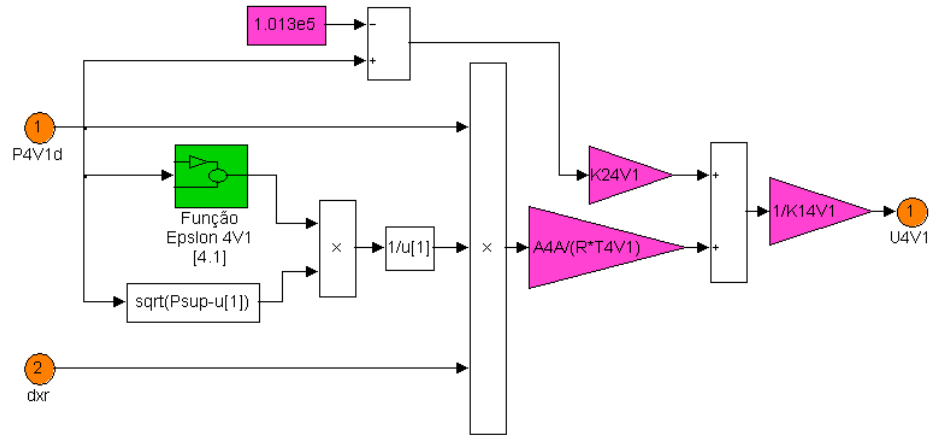 1.013e5
−
+
1
P4V1d
Função
Epslon 4V1
[4.1]
×
1/u[1]
×
sqrt(Psup-u[1])
2
dxr
K24V1
A4A/(R*T4V1)
+
+
1/K14V1
1
U4V1